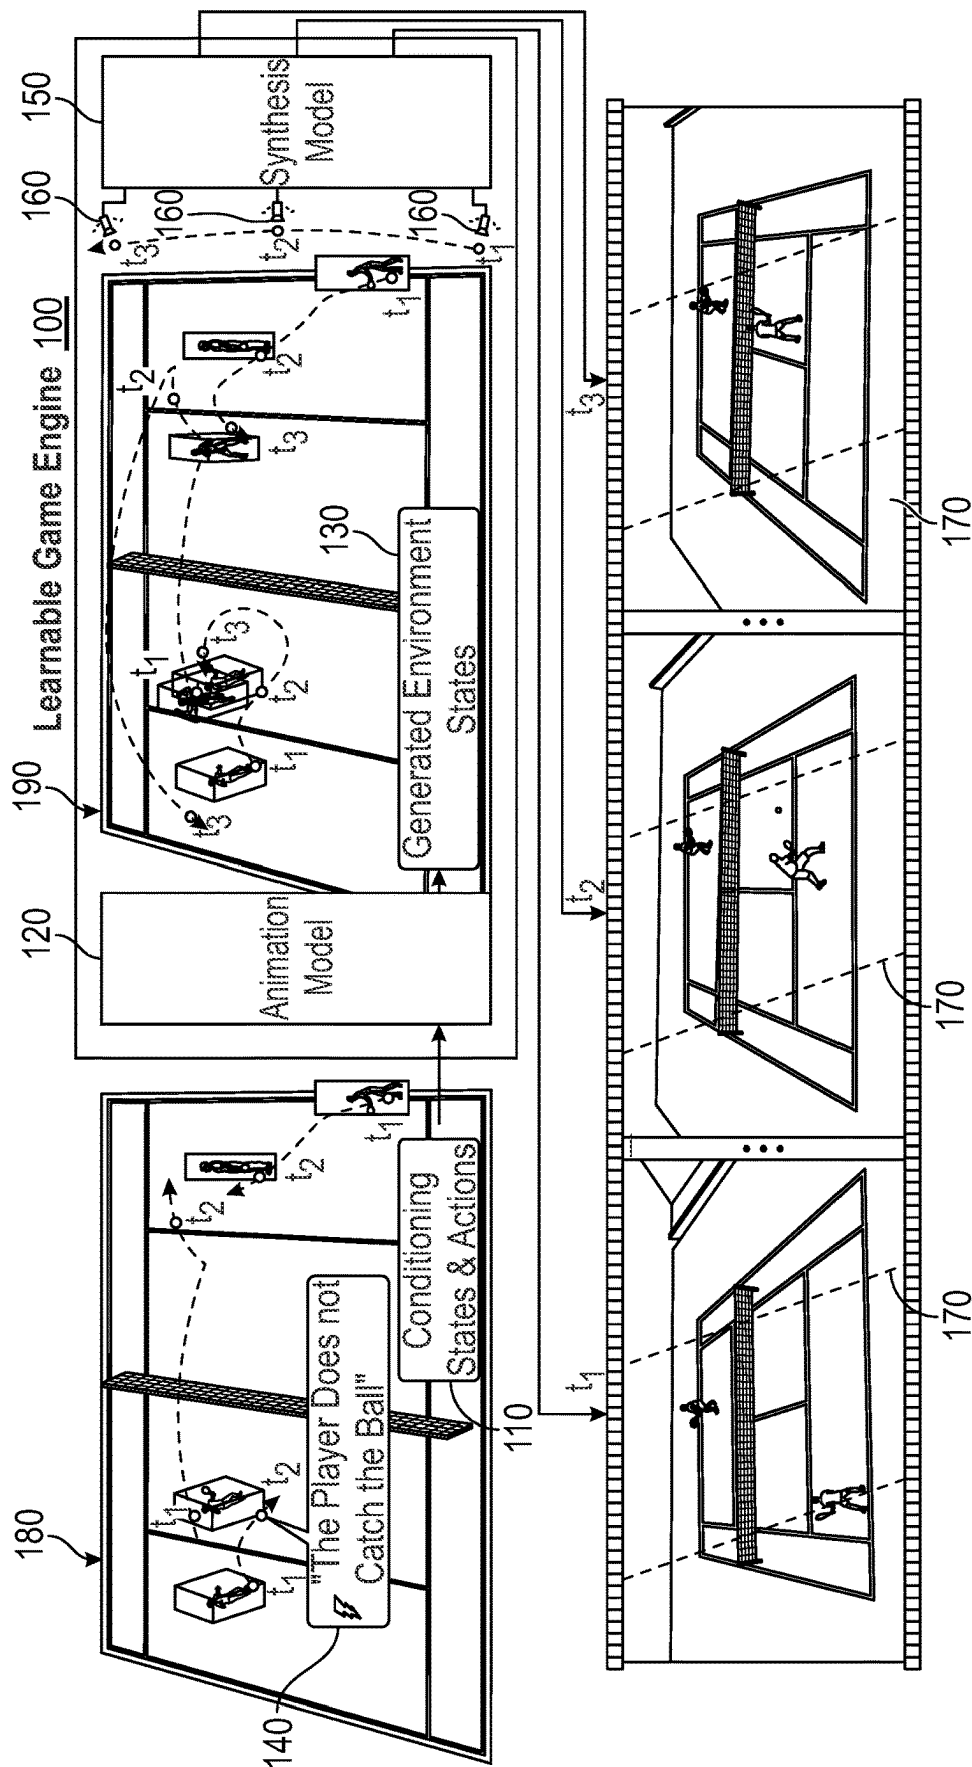 180
120
190
Learnable Game Engine 100
150
160
160
160
t1
t2
t1
t2
t2
t1
140
"The Player Does not
Catch the Ball"
Conditioning
States & Actions
110
Animation
Model
t3
t1
t1
t2
t3
t2
t3
t2
t1
130
Generated Environment
States
t1
t2
t3
Synthesis
Model
t1
t2
t3
170
170
170